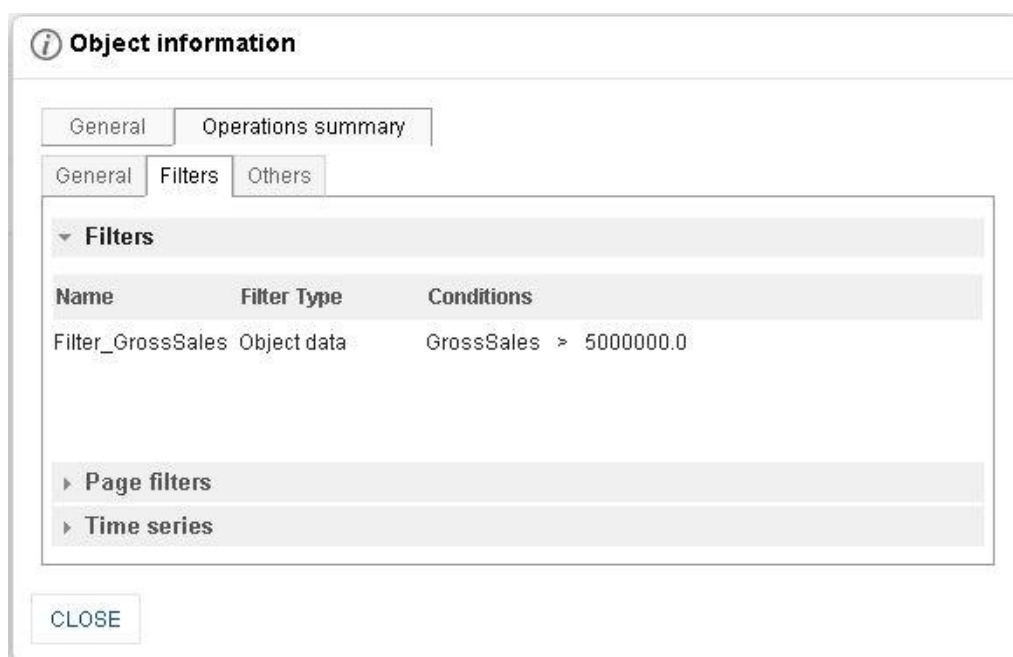 Object information
General Operations summary
General Filters Others
Filters
Name Filter Type Conditions
Filter_GrossSales Object data GrossSales > 5000000.0
Page filters
Time series
CLOSE